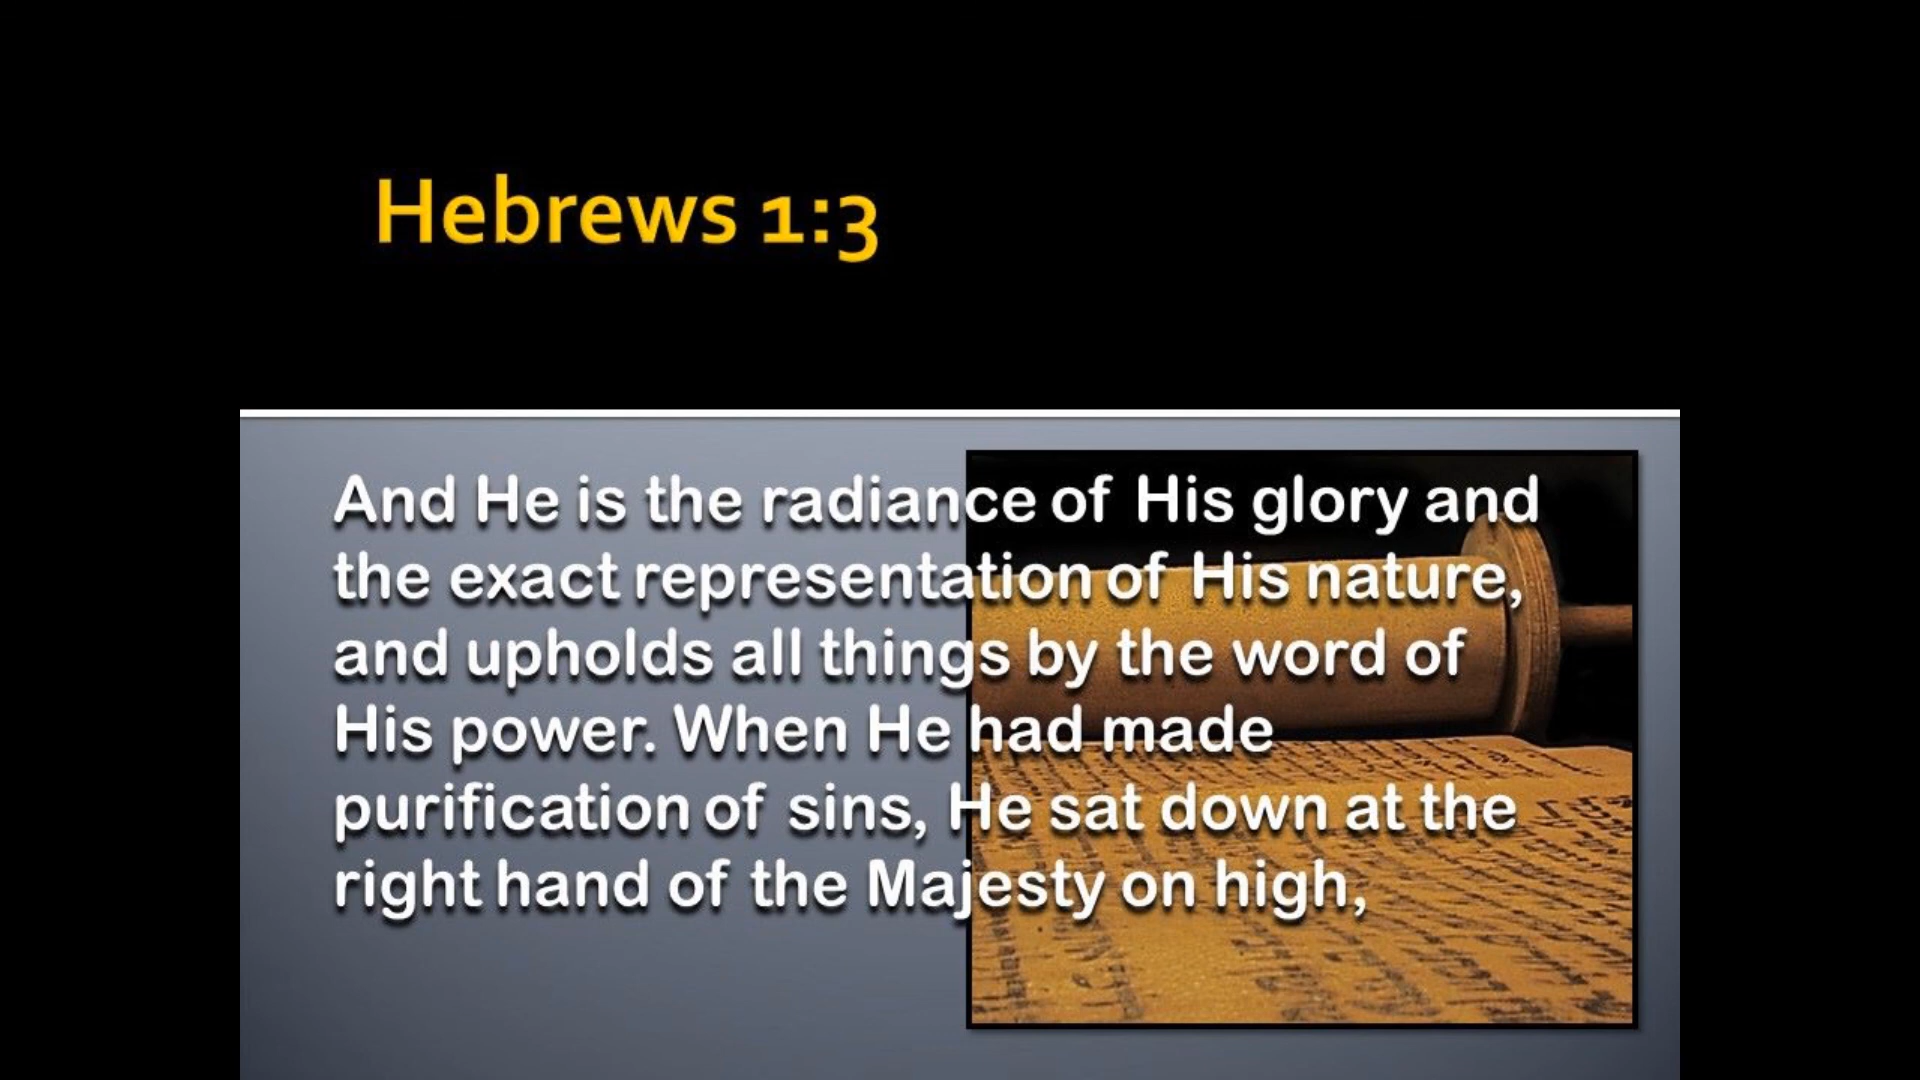 Hebrews 1:3
And He is the radiance of His glory and
the exact representation of His nature,
and upholds all things by the word of
His power. When He had made
purification of sins, He sat down at the
right hand of the Majesty on high,